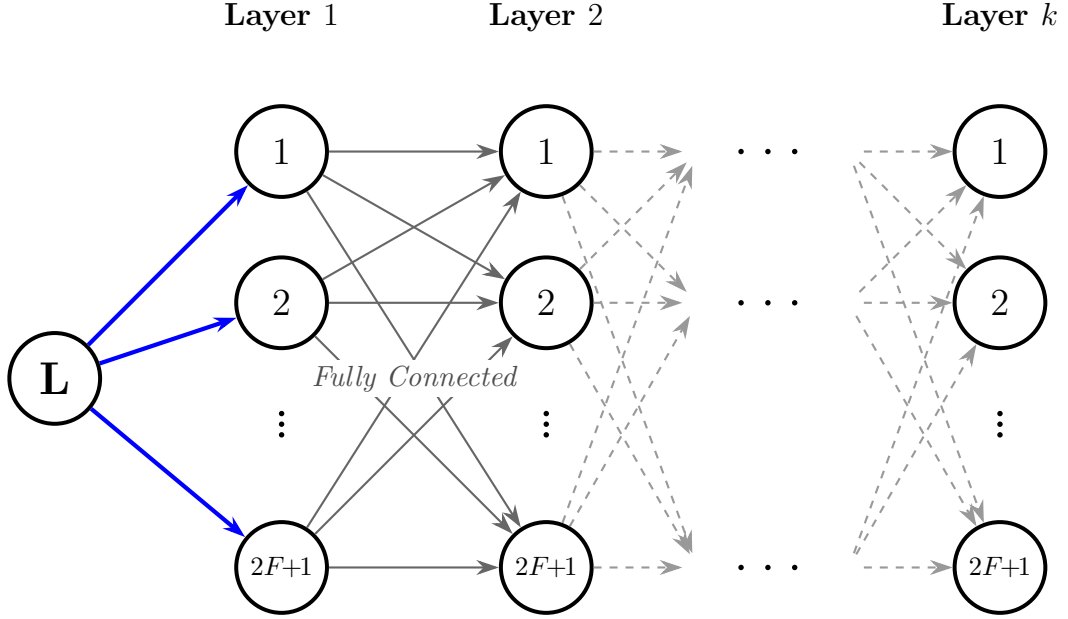 Layer 1 Layer 2 Layer k
1 1 · · · 1
2 2 · · · 2
L Fully Connected
⋮ ⋮ ⋮
2F+1 2F+1 · · · 2F+1